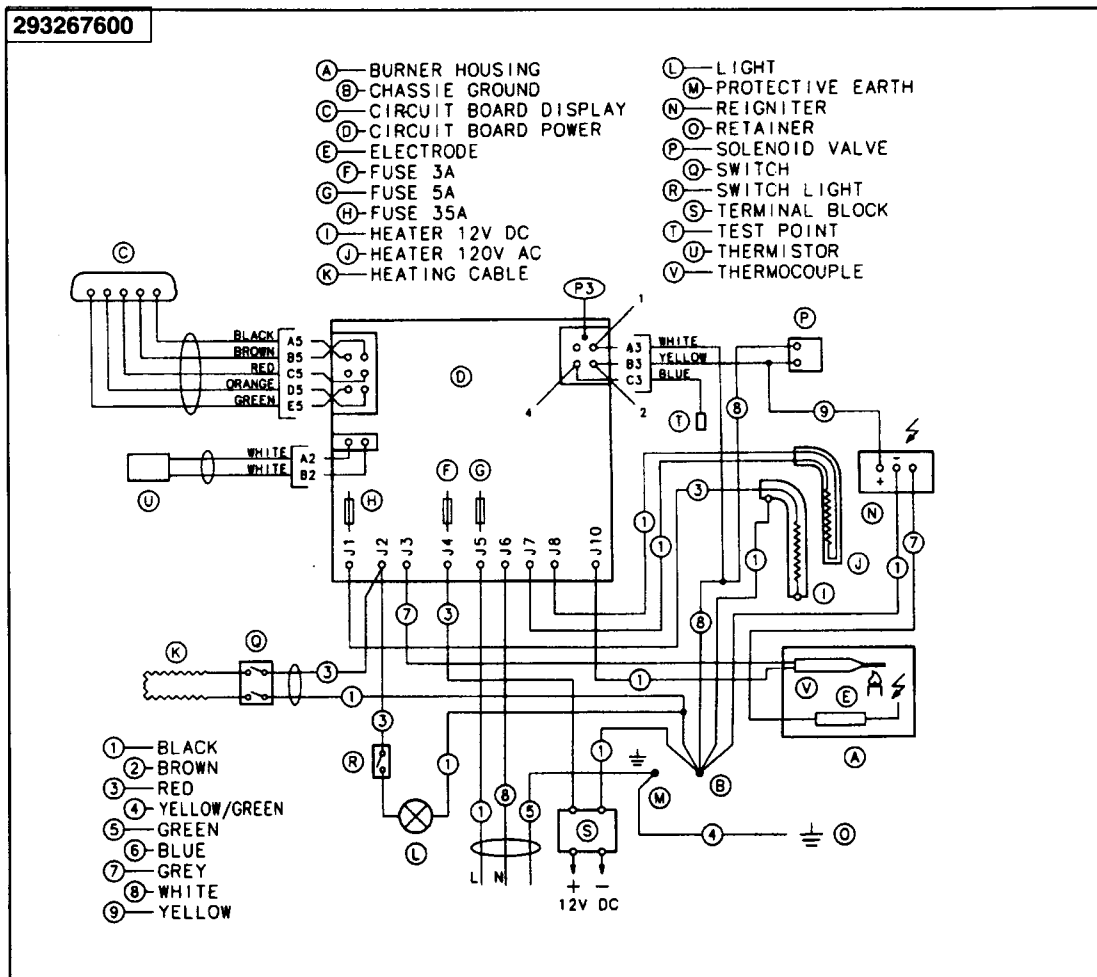 293267600
A BURNER HOUSING
B CHASSIE GROUND
C CIRCUIT BOARD DISPLAY
D CIRCUIT BOARD POWER
E ELECTRODE
F FUSE 3A
G FUSE 5A
H FUSE 35A
I HEATER 12V DC
J HEATER 120V AC
K HEATING CABLE
L LIGHT
M PROTECTIVE EARTH
N REIGNITER
O RETAINER
P SOLENOID VALVE
Q SWITCH
R SWITCH LIGHT
S TERMINAL BLOCK
T TEST POINT
U THERMISTOR
V THERMOCOUPLE
C
P3
1
P
BLACK A5
BROWN B5
RED C5
ORANGE D5
GREEN E5
D
A3 WHITE
B3 YELLOW
C3 BLUE
4
2
T
8
9
WHITE A2
WHITE B2
U
H
F
G
3
N
+
-
J1
J2
J3
J4
J5
J6
J7
J8
J10
1
1
1
J
I
1
7
7
3
8
K
Q
3
1
1
V
E
A
3
R
L
1
1
8
5
1
M
B
S
4
O
L N
+ -
12V DC
1 BLACK
2 BROWN
3 RED
4 YELLOW/GREEN
5 GREEN
6 BLUE
7 GREY
8 WHITE
9 YELLOW